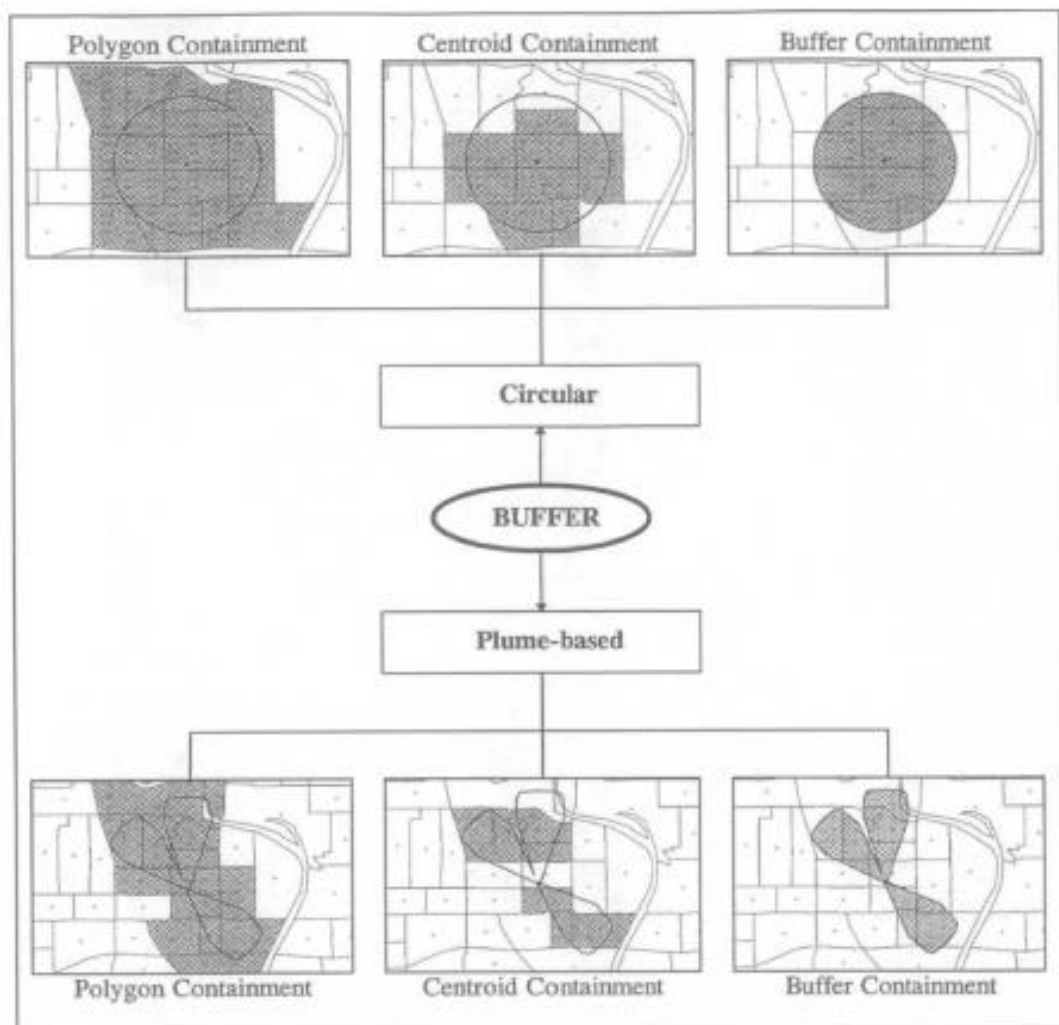 Polygon Containment
Centroid Containment
Buffer Containment
Circular
BUFFER
Plume-based
Polygon Containment
Centroid Containment
Buffer Containment